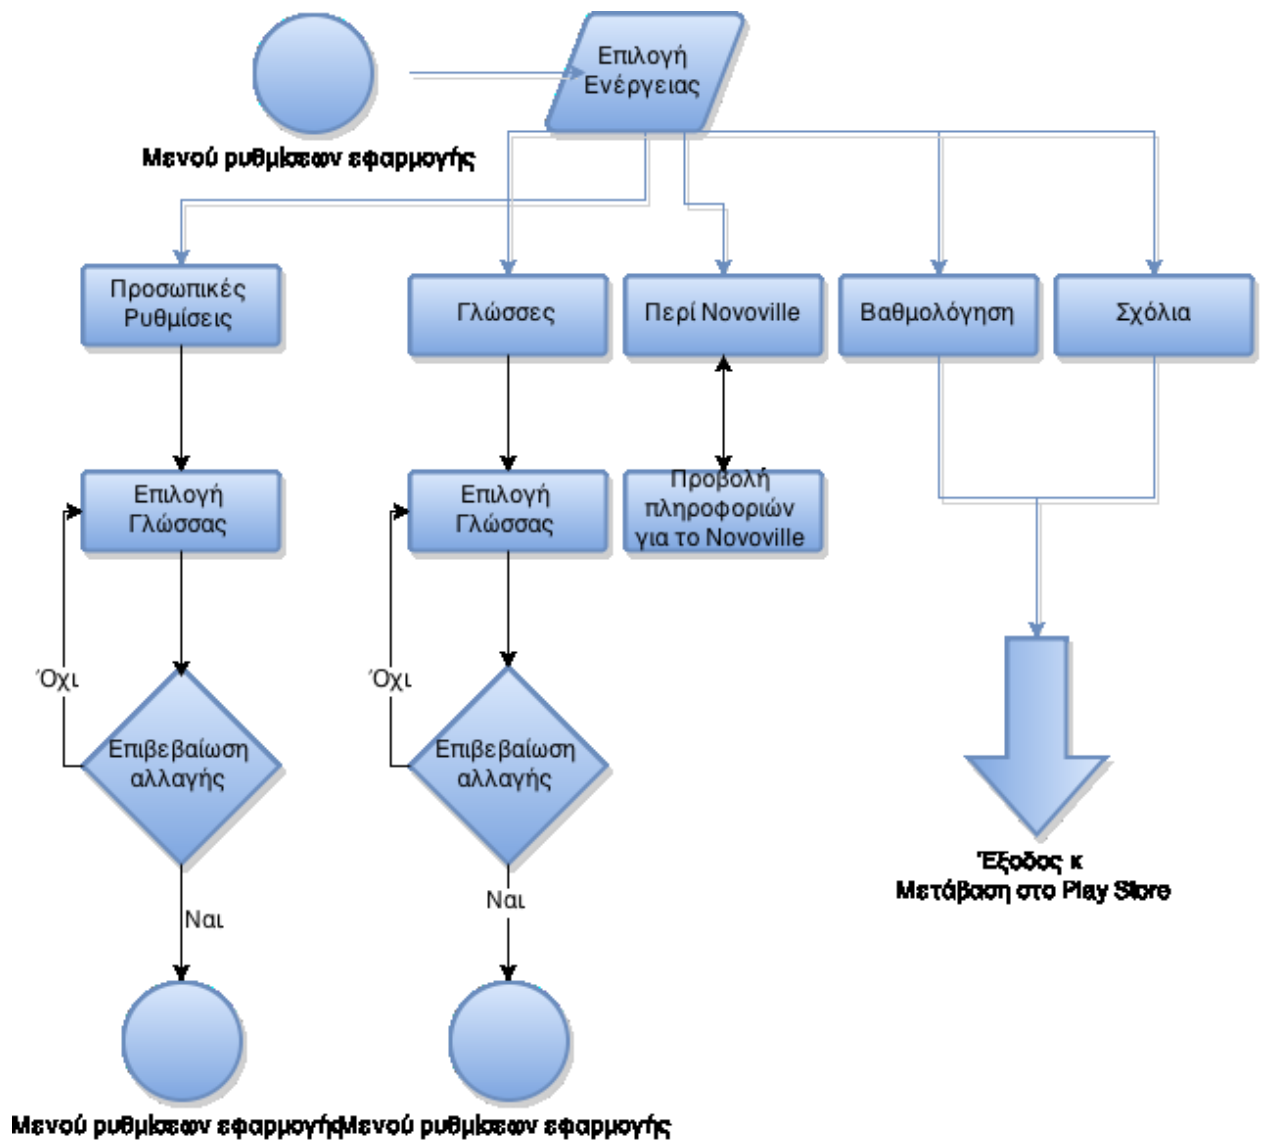 Επιλογή
Ενέργειας
Μενού ρυθμίσεων εφαρμογής
Προσωπικές
Ρυθμίσεις
Γλώσσες
Περί Novoville
Βαθμολόγηση
Σχόλια
Επιλογή
Γλώσσας
Επιλογή
Γλώσσας
Προβολή
πληροφοριών
για το Novoville
Όχι
Όχι
Επιβεβαίωση
αλλαγής
Επιβεβαίωση
αλλαγής
Έξοδος κ
Μετάβαση στο Play Store
Ναι
Ναι
Μενού ρυθμίσεων εφαρμογής
Μενού ρυθμίσεων εφαρμογής